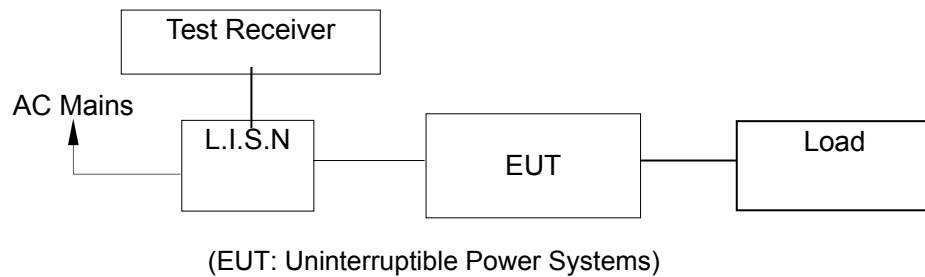 Test Receiver
AC Mains
L.I.S.N
EUT
Load
(EUT: Uninterruptible Power Systems)